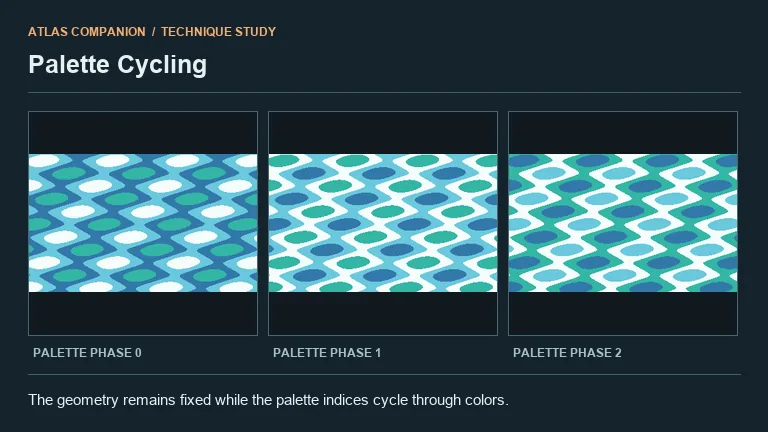 ATLAS COMPANION / TECHNIQUE STUDY
Palette Cycling
PALETTE PHASE 0
PALETTE PHASE 1
PALETTE PHASE 2
The geometry remains fixed while the palette indices cycle through colors.